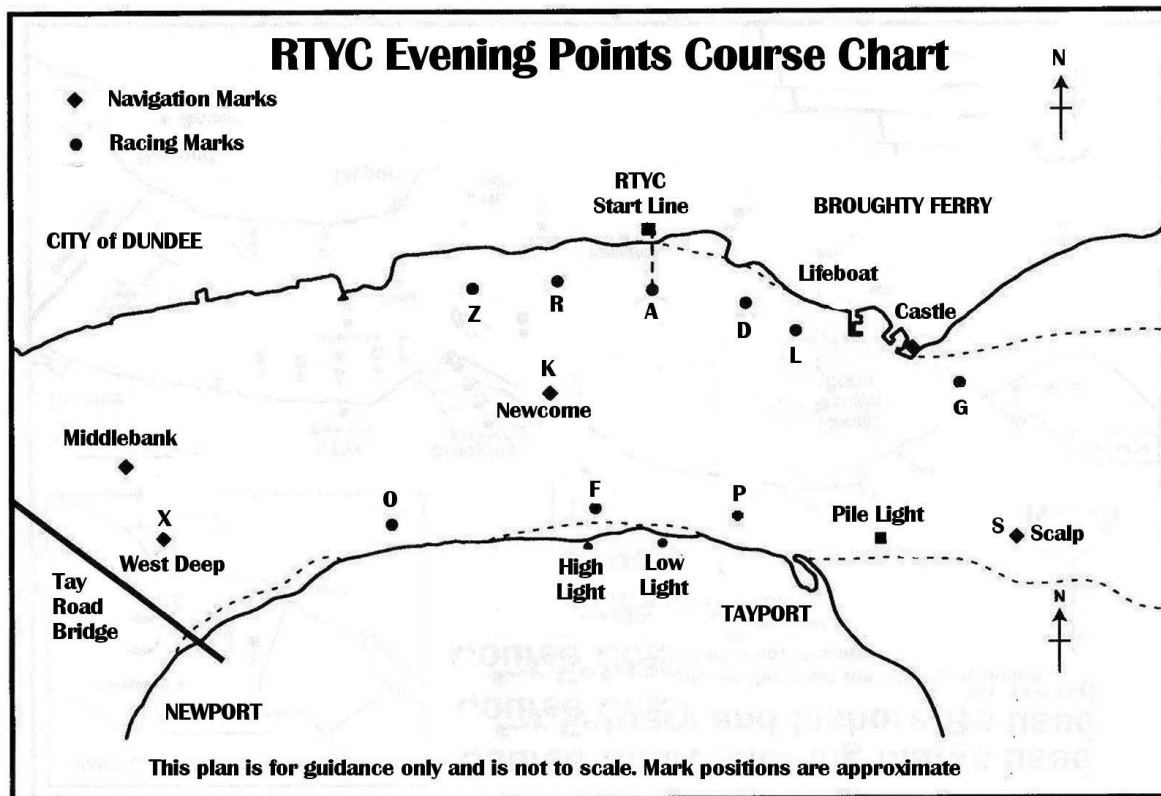 RTYC Evening Points Course Chart
N
Navigation Marks
Racing Marks
RTYC
Start Line
BROUGHTY FERRY
CITY of DUNDEE
Lifeboat
Castle
Z
R
A
D
L
K
Newcome
G
Middlebank
X
West Deep
O
F
P
Pile Light
S
Scalp
Tay
Road
Bridge
High
Light
Low
Light
TAYPORT
N
NEWPORT
This plan is for guidance only and is not to scale. Mark positions are approximate